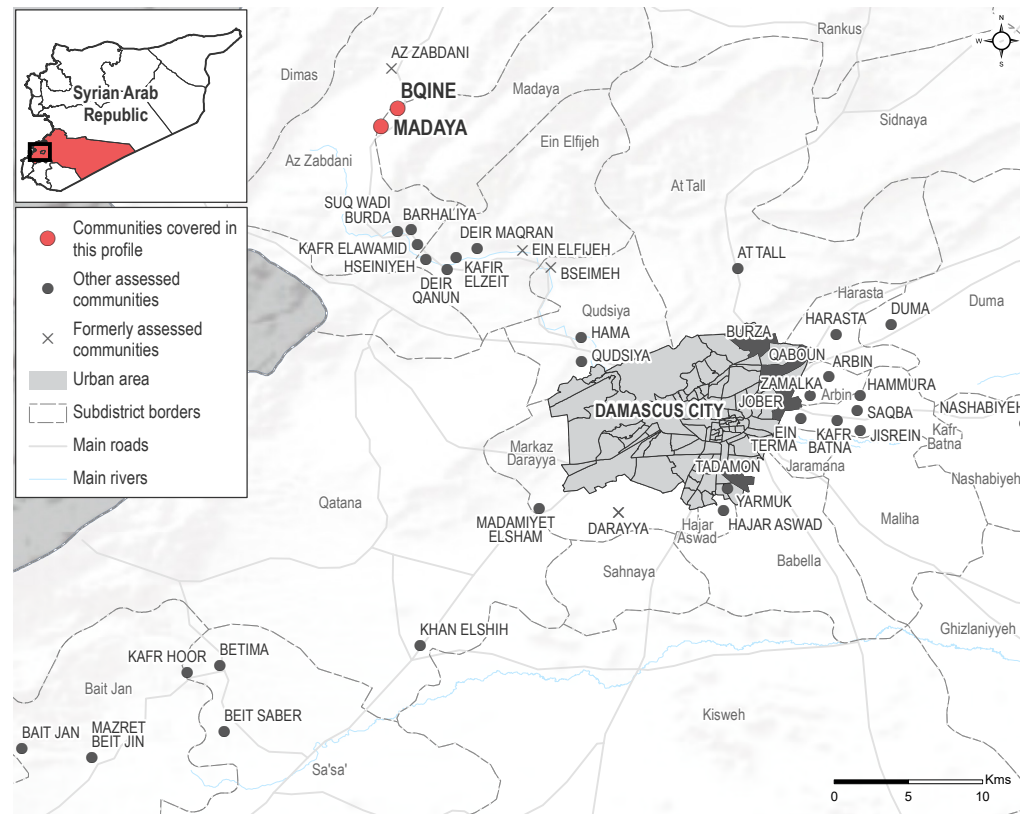 Syrian Arab
Republic
Communities covered in
this profile
Other assessed
communities
Formerly assessed
communities
Urban area
Subdistrict borders
Main roads
Main rivers
N
W
E
S
Rankus
AZ ZABDANI
Dimas
BQINE
Madaya
MADAYA
Sidnaya
Ein Elfijeh
Az Zabdani
At Tall
SUQ WADI
BURDA
BARHALIYA
DEIR MAQRAN
KAFR ELAWAMID
EIN ELFIJEH
HSEINIYEH
KAFIR
ELZEIT
BSEIMEH
DEIR
QANUN
AT TALL
Harasta
Duma
Qudsiya
DUMA
HARASTA
HAMA
BURZA
QUDSIYA
QABOUN
ARBIN
ZAMALKA
HAMMURA
Arbin
JOBER
DAMASCUS CITY
SAQBA
NASHABIYEH
EIN
TERMA
KAFR
BATNA
JISREIN
Kafr
Batna
Markaz
Darayya
TADAMON
Jaramana
Nashabiyeh
Qatana
YARMUK
MADAMIYET
ELSHAM
DARAYYA
Hajar
Aswad
HAJAR ASWAD
Maliha
Sahnaya
Babella
KHAN ELSHIH
Ghizlaniyyeh
KAFR HOOR
BETIMA
Bait Jan
BEIT SABER
Kisweh
BAIT JAN
MAZRET
BEIT JIN
Sa'sa'
Kms
0
5
10